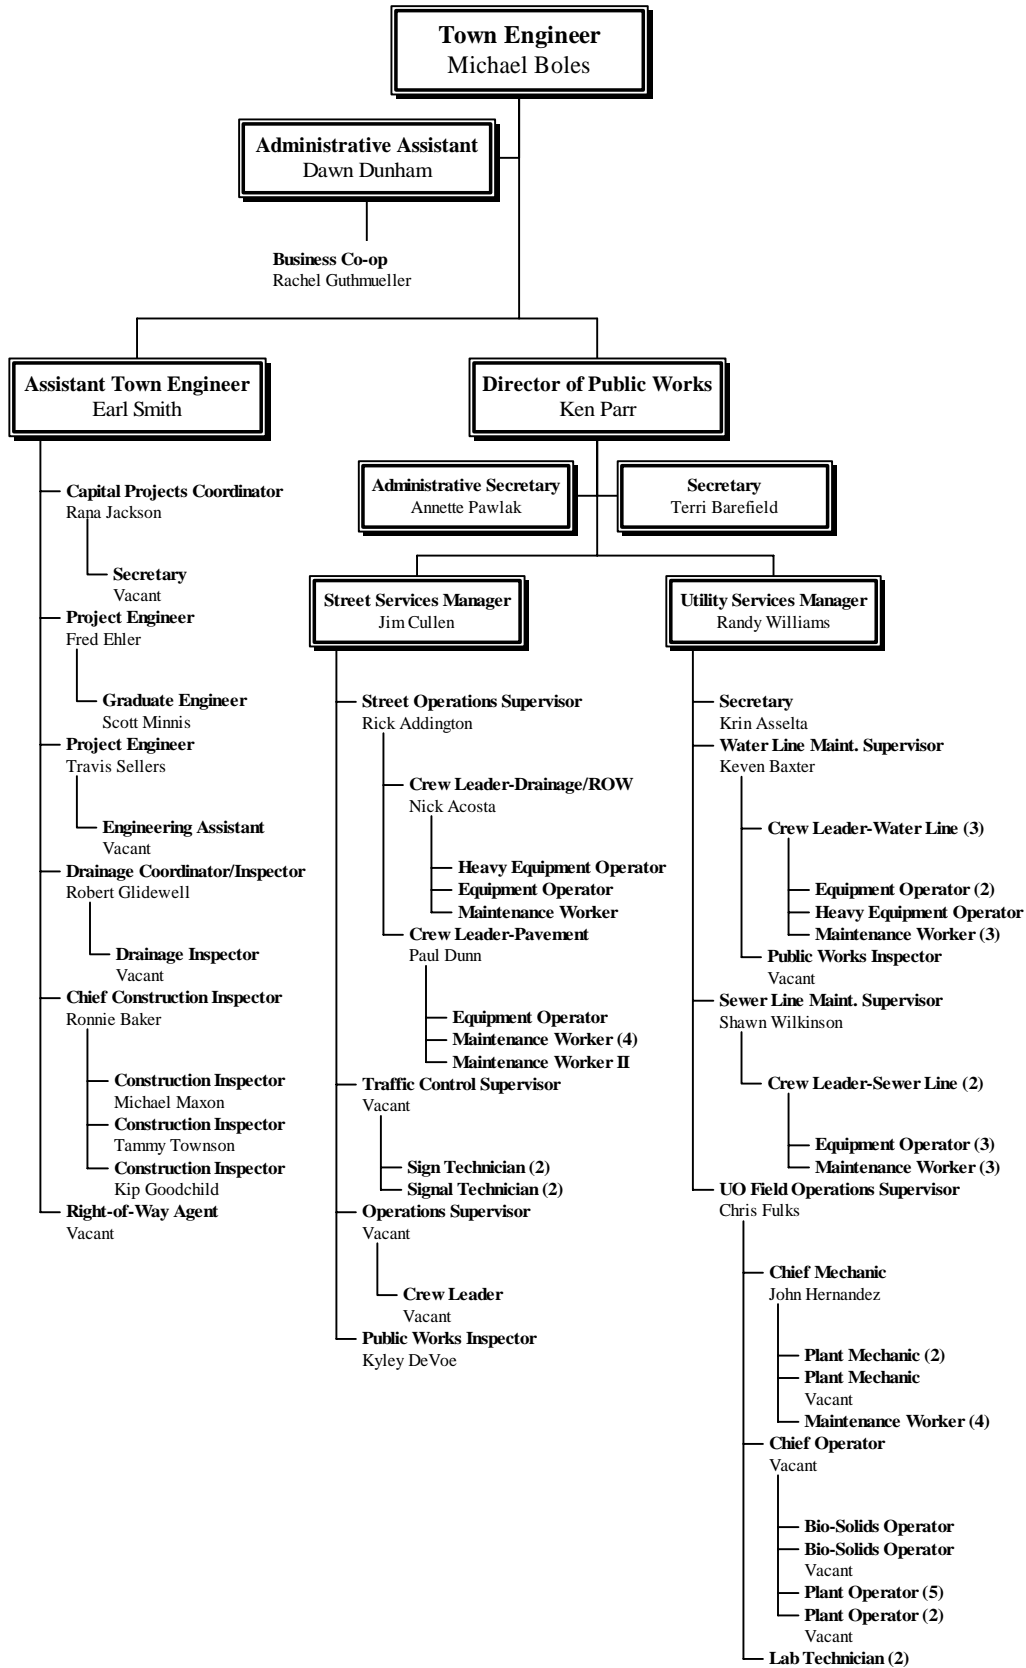 Town Engineer
Michael Boles
Administrative Assistant
Dawn Dunham
Business Co-op
Rachel Guthmueller
Assistant Town Engineer
Earl Smith
Capital Projects Coordinator
Rana Jackson
Secretary
Vacant
Project Engineer
Fred Ehler
Graduate Engineer
Scott Minnis
Project Engineer
Travis Sellers
Engineering Assistant
Vacant
Drainage Coordinator/Inspector
Robert Glidewell
Drainage Inspector
Vacant
Chief Construction Inspector
Ronnie Baker
Construction Inspector
Michael Maxon
Construction Inspector
Tammy Townson
Construction Inspector
Kip Goodchild
Right-of-Way Agent
Vacant
Director of Public Works
Ken Parr
Administrative Secretary
Annette Pawlak
Secretary
Terri Barefield
Street Services Manager
Jim Cullen
Street Operations Supervisor
Rick Addington
Crew Leader-Drainage/ROW
Nick Acosta
Heavy Equipment Operator
Equipment Operator
Maintenance Worker
Crew Leader-Pavement
Paul Dunn
Equipment Operator
Maintenance Worker (4)
Maintenance Worker II
Traffic Control Supervisor
Vacant
Sign Technician (2)
Signal Technician (2)
Operations Supervisor
Vacant
Crew Leader
Vacant
Public Works Inspector
Kyley DeVoe
Utility Services Manager
Randy Williams
Secretary
Krin Asselta
Water Line Maint. Supervisor
Keven Baxter
Crew Leader-Water Line (3)
Equipment Operator (2)
Heavy Equipment Operator
Maintenance Worker (3)
Public Works Inspector
Vacant
Sewer Line Maint. Supervisor
Shawn Wilkinson
Crew Leader-Sewer Line (2)
Equipment Operator (3)
Maintenance Worker (3)
UO Field Operations Supervisor
Chris Fulks
Chief Mechanic
John Hernandez
Plant Mechanic (2)
Plant Mechanic
Vacant
Maintenance Worker (4)
Chief Operator
Vacant
Bio-Solids Operator
Bio-Solids Operator
Vacant
Plant Operator (5)
Plant Operator (2)
Vacant
Lab Technician (2)